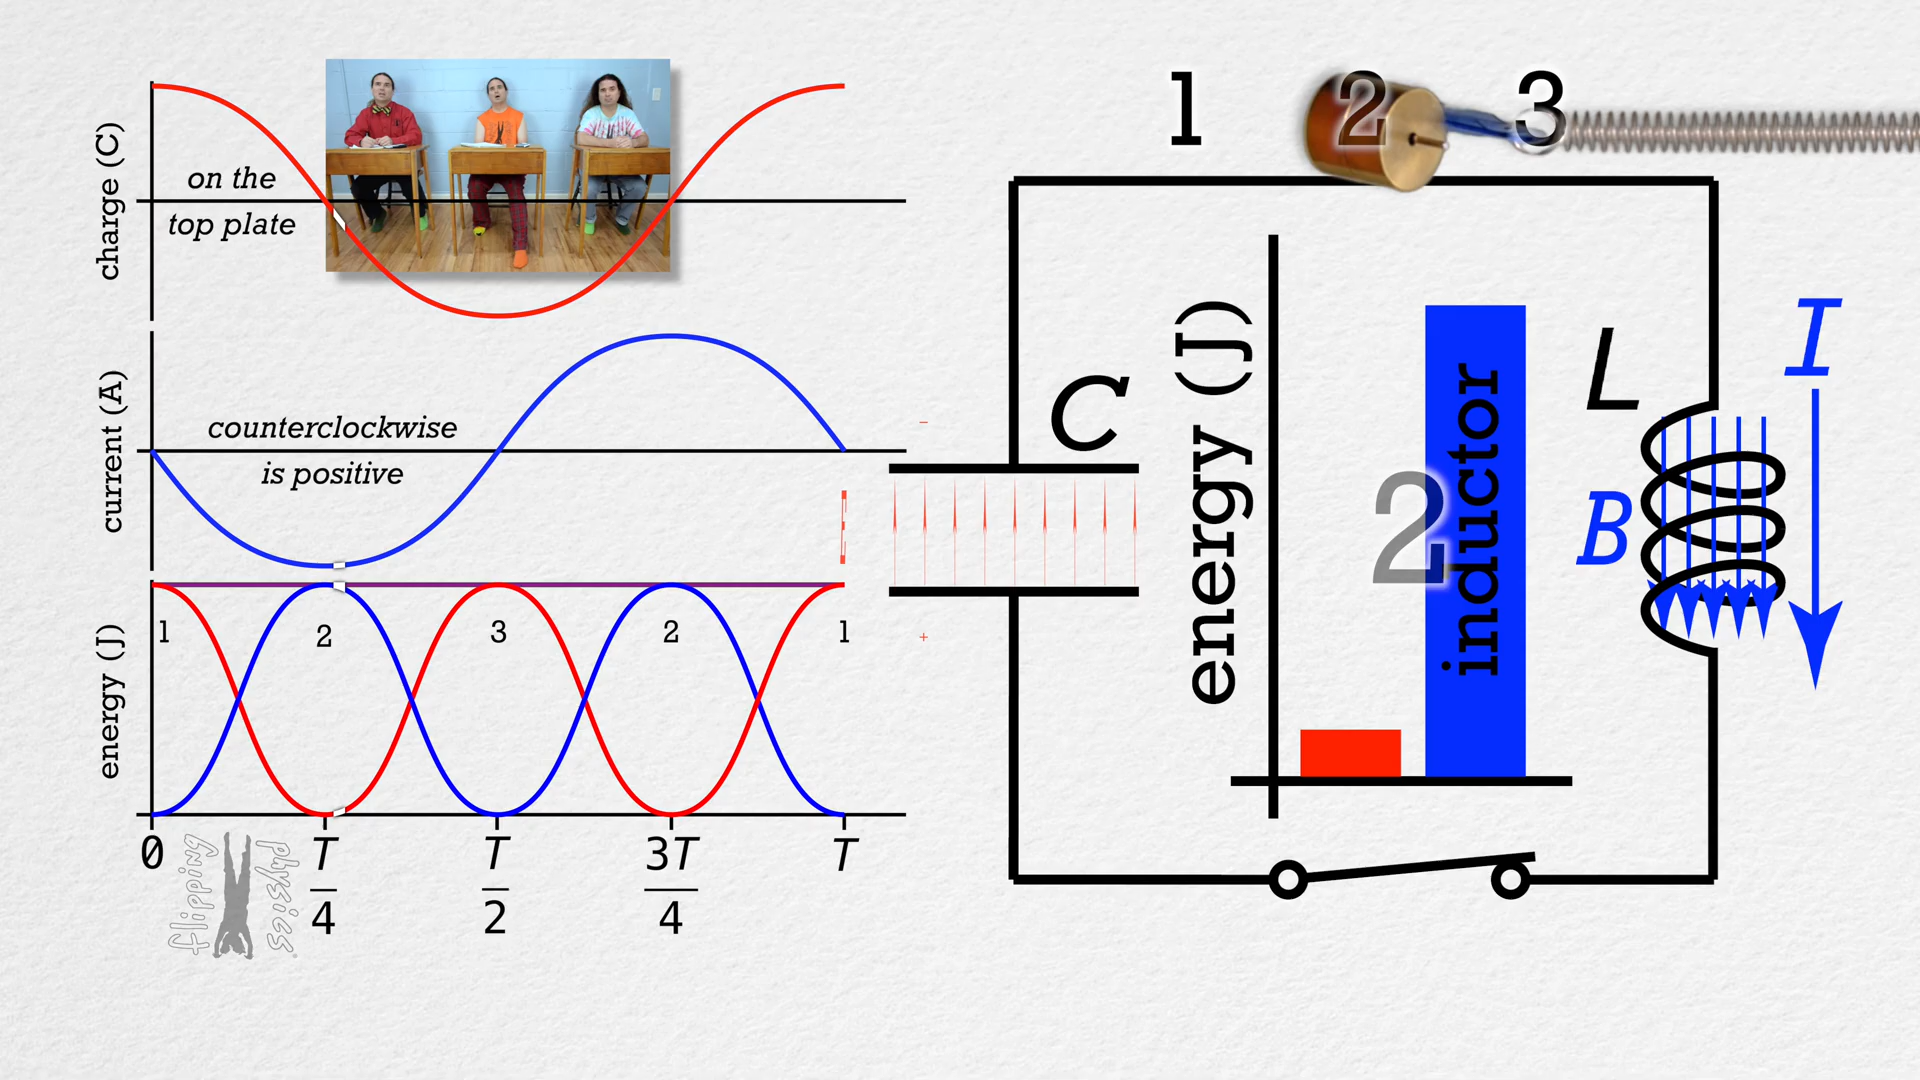 charge (C)
on the
top plate
current (A)
counterclockwise
is positive
energy (J)
1
2
3
2
1
0
T
4
T
2
3T
4
T
flipping
physics
1
2
3
C
−
+
energy (J)
2
inductor
L
B
I